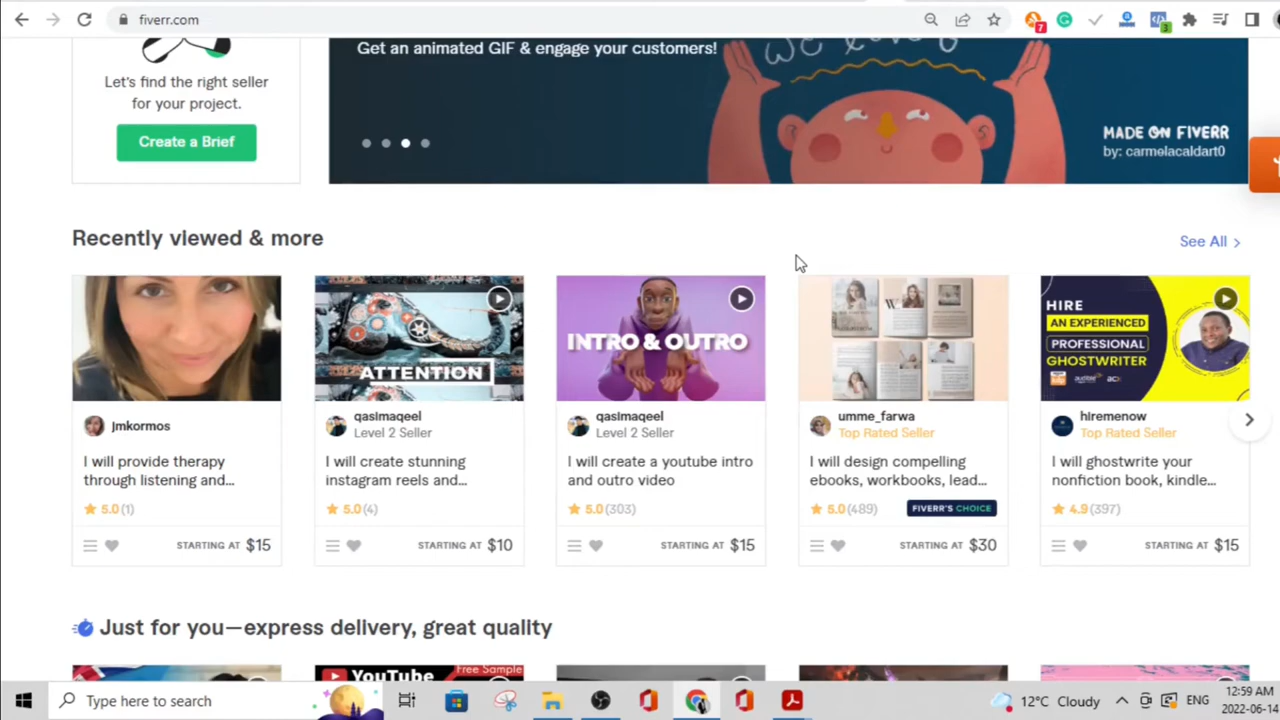 fiverr.com
7
3
Let's find the right seller
for your project.
Create a Brief
Get an animated GIF & engage your customers!
MADE ON FIVERR
by: carmelacaldart0
Recently viewed & more
See All
ATTENTION
INTRO & OUTRO
HIRE
AN EXPERIENCED
PROFESSIONAL
GHOSTWRITER
jmkormos
I will provide therapy
through listening and...
5.0(1)
STARTING AT $15
qasimaqeel
Level 2 Seller
I will create stunning
instagram reels and...
5.0(4)
STARTING AT $10
qasimaqeel
Level 2 Seller
I will create a youtube intro
and outro video
5.0(303)
STARTING AT $15
umme_farwa
Top Rated Seller
I will design compelling
ebooks, workbooks, lead...
5.0(489)
FIVERR'S CHOICE
STARTING AT $30
hiremenow
Top Rated Seller
I will ghostwrite your
nonfiction book, kindle...
4.9(397)
STARTING AT $15
Just for you—express delivery, great quality
YouTube
Free Sample
Type here to search
12°C Cloudy
ENG
12:59 AM
2022-06-14